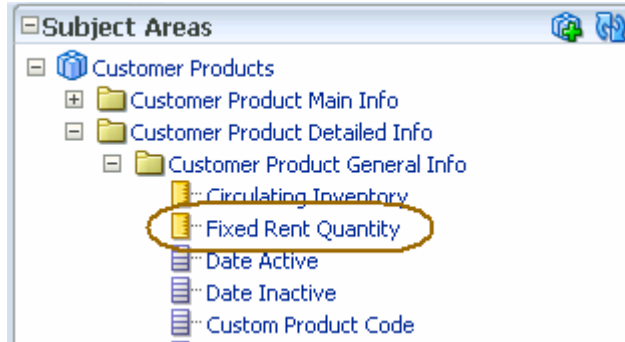 Subject Areas
Customer Products
Customer Product Main Info
Customer Product Detailed Info
Customer Product General Info
Circulating Inventory
Fixed Rent Quantity
Date Active
Date Inactive
Custom Product Code